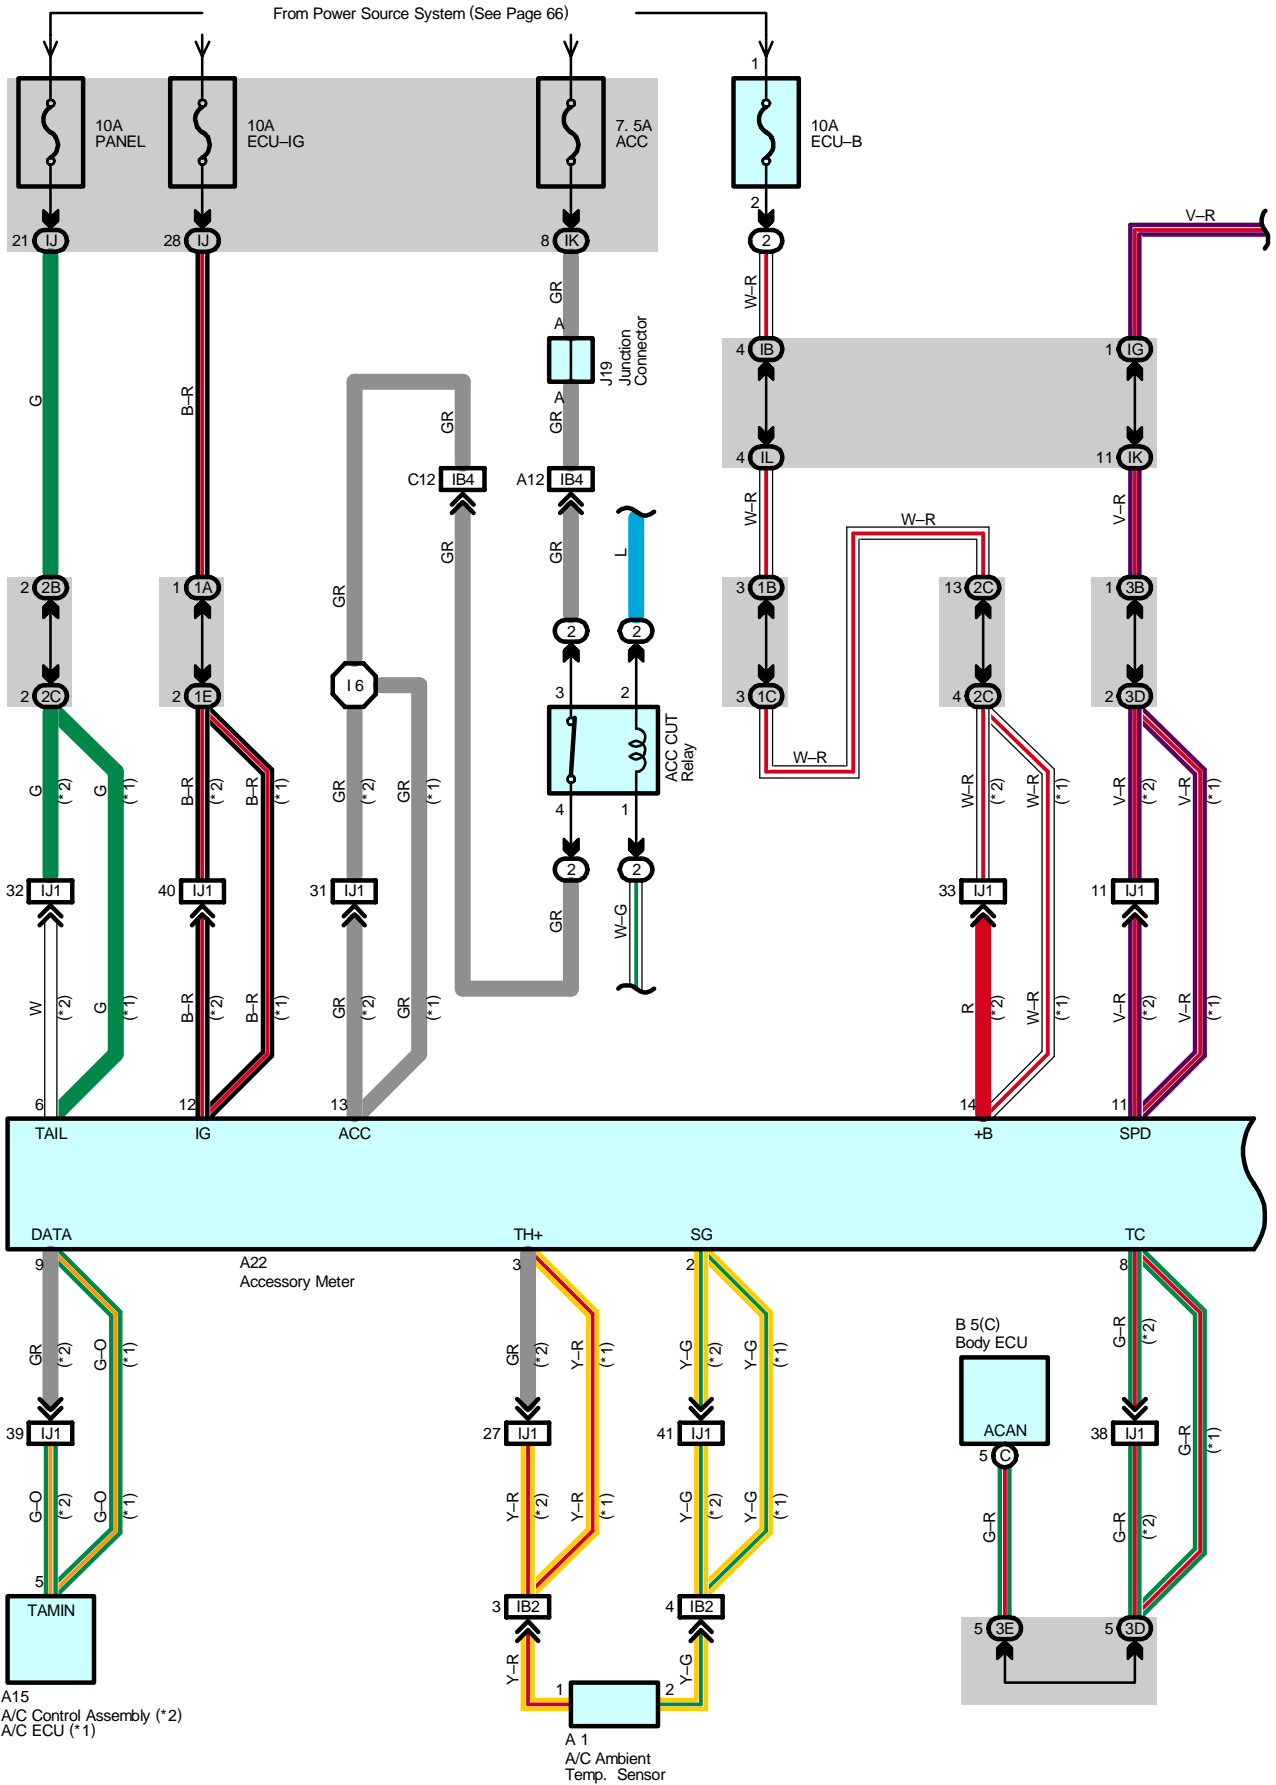 From Power Source System (See Page 66)
1
10A
PANEL
10A
ECU–IG
7. 5A
ACC
10A
ECU–B
2
21 IJ
28 IJ
8 IK
2
V–R
GR
W–R
A
J19
Junction
Connector
A
4 IB
1 IG
G
B–R
GR
GR
4 IL
11 IK
C12 IB4
A12 IB4
W–R
V–R
W–R
GR
GR
L
2 2B
1 1A
GR
3 1B
13 2C
1 3B
2
2
I 6
2 2C
2 1E
3
2
3 1C
4 2C
2 3D
ACC CUT
Relay
W–R
G
(*2)
G
(*1)
B–R
(*2)
B–R
(*1)
GR
(*2)
GR
(*1)
W–R
(*2)
W–R
(*1)
V–R
(*2)
V–R
(*1)
4
1
2
2
32 IJ1
40 IJ1
31 IJ1
33 IJ1
11 IJ1
GR
W–G
W
(*2)
G
(*1)
B–R
(*2)
B–R
(*1)
GR
(*2)
GR
(*1)
R
(*2)
W–R
(*1)
V–R
(*2)
V–R
(*1)
6
12
13
14
11
TAIL
IG
ACC
+B
SPD
DATA
TH+
SG
TC
9
3
2
8
A22
Accessory Meter
B 5(C)
Body ECU
GR
(*2)
G–O
(*1)
GR
(*2)
Y–R
(*1)
Y–G
(*2)
Y–G
(*1)
G–R
(*2)
ACAN
39 IJ1
27 IJ1
41 IJ1
38 IJ1
G–R
(*1)
5 C
G–O
(*2)
G–O
(*1)
Y–R
(*2)
Y–R
(*1)
Y–G
(*2)
Y–G
(*1)
G–R
G–R
(*2)
5
TAMIN
3 IB2
4 IB2
5 3E
5 3D
Y–R
Y–G
1
2
A15
A/C Control Assembly (*2)
A/C ECU (*1)
A 1
A/C Ambient
Temp. Sensor